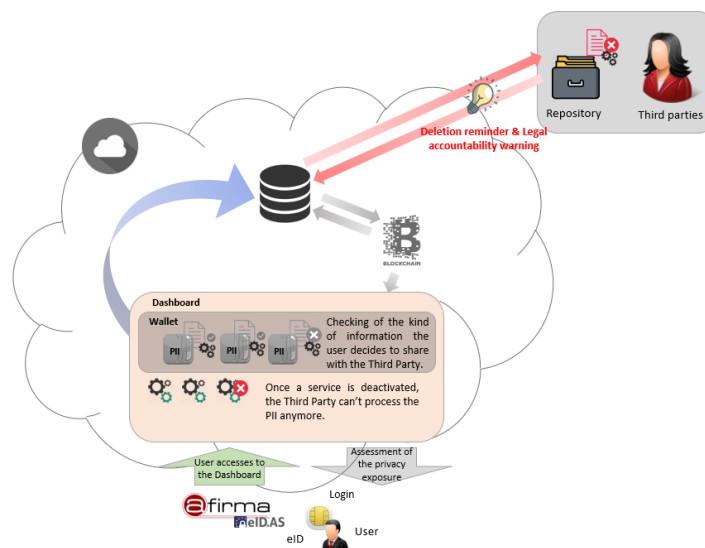 Repository
Third parties
Deletion reminder & Legal
accountability warning
BLOCKCHAIN
Dashboard
Wallet
PII
PII
PII
Checking of the kind
of information the
user decides to share
with the Third Party.
Once a service is deactivated,
the Third Party can't process the
PII anymore.
User accesses to
the Dashboard
Assessment of
the privacy
exposure
@firma
eID.AS
Login
eID
User